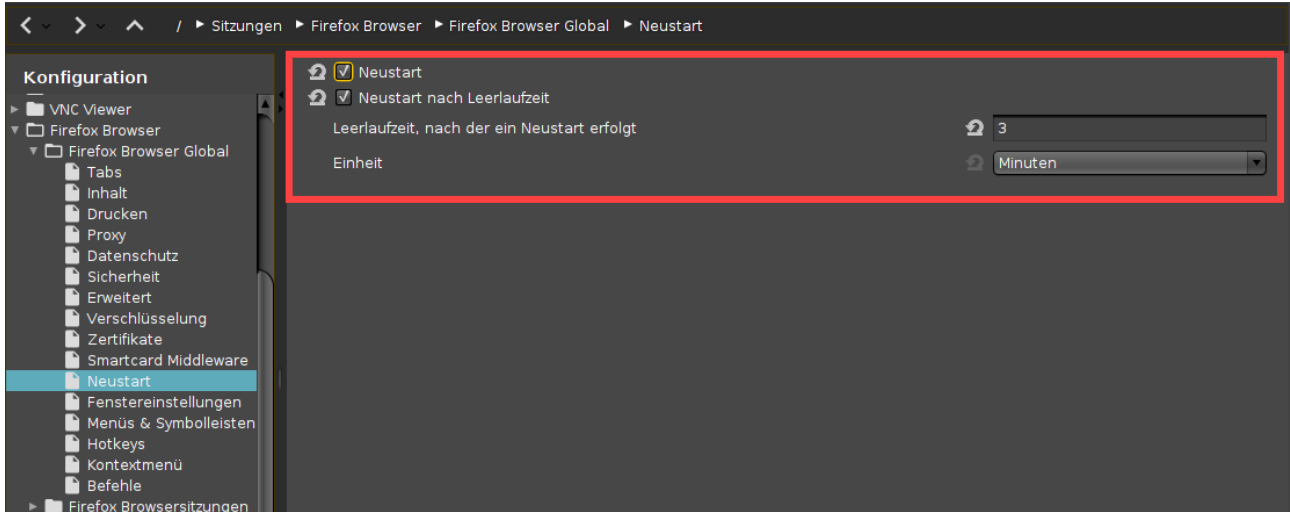 / Sitzungen Firefox Browser Firefox Browser Global Neustart
Konfiguration
VNC Viewer
Firefox Browser
Firefox Browser Global
Tabs
Inhalt
Drucken
Proxy
Datenschutz
Sicherheit
Erweitert
Verschlüsselung
Zertifikate
Smartcard Middleware
Neustart
Fenstereinstellungen
Menüs & Symbolleisten
Hotkeys
Kontextmenü
Befehle
Firefox Browsersitzungen
Neustart
Neustart nach Leerlaufzeit
Leerlaufzeit, nach der ein Neustart erfolgt 3
Einheit Minuten